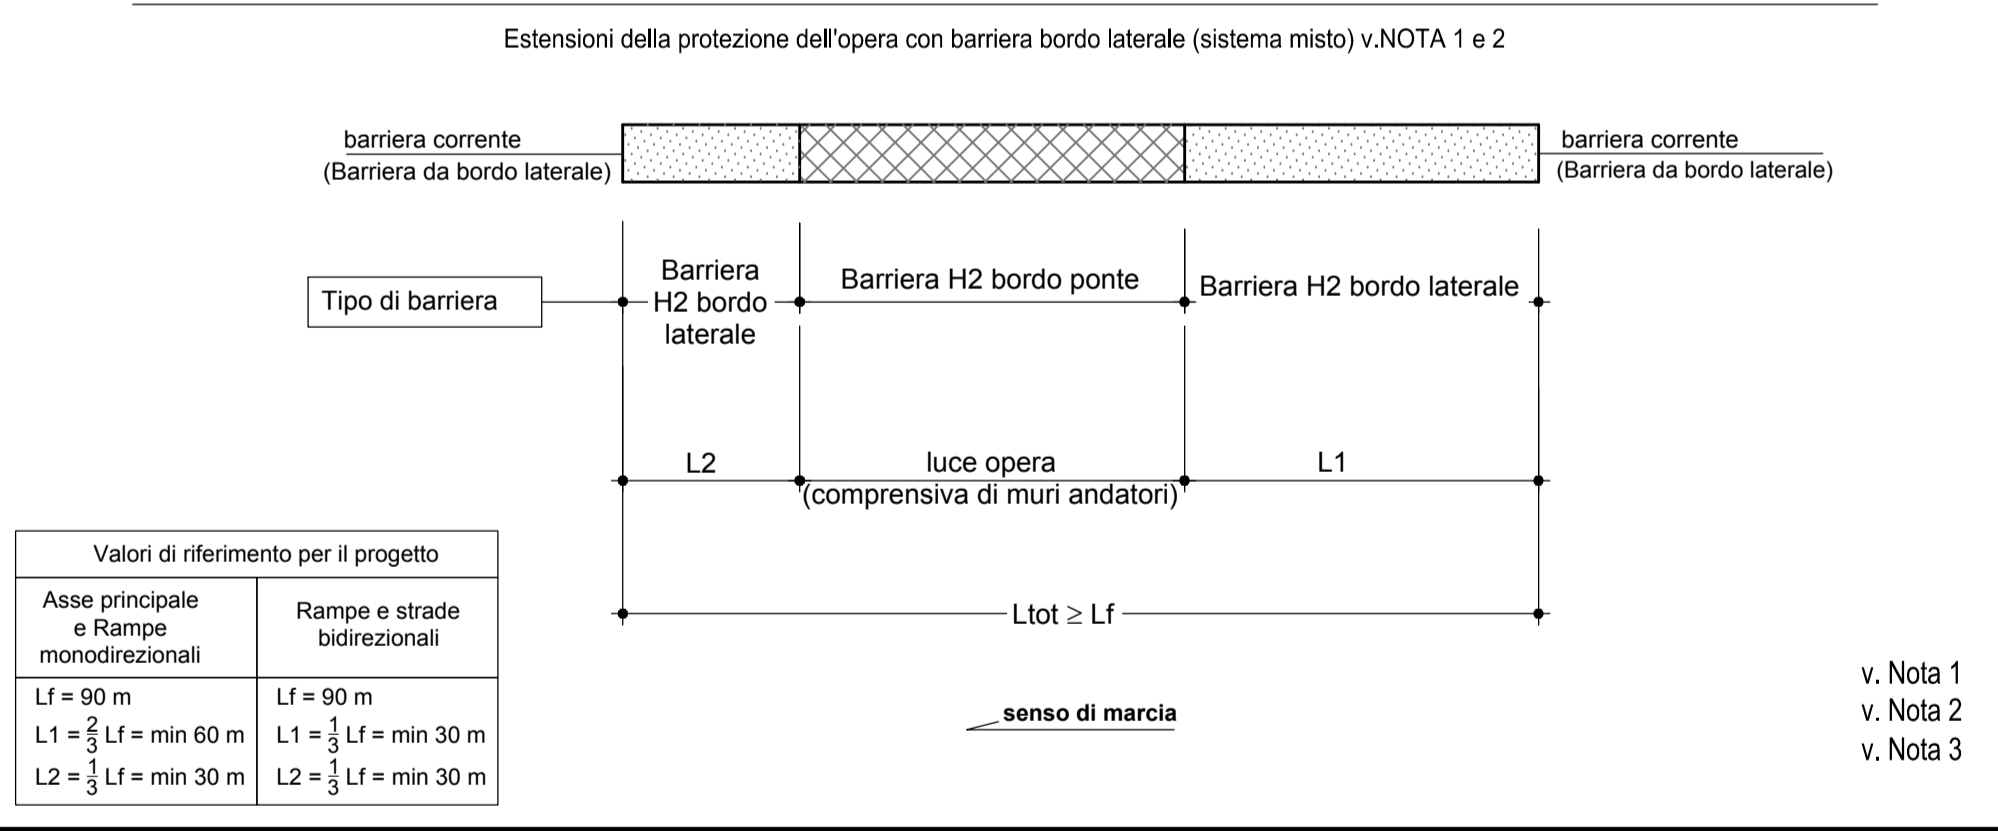 Estensioni della protezione dell'opera con barriera bordo laterale (sistema misto) v.NOTA 1 e 2
barriera corrente
(Barriera da bordo laterale)
barriera corrente
(Barriera da bordo laterale)
Tipo di barriera
Barriera
H2 bordo
laterale
Barriera H2 bordo ponte
Barriera H2 bordo laterale
L2
luce opera
(comprensiva di muri andatori)
L1
Ltot ≥ Lf
senso di marcia
Valori di riferimento per il progetto
Asse principale
e Rampe
monodirezionali
Rampe e strade
bidirezionali
Lf = 90 m
L1 = 2/3 Lf = min 60 m
L2 = 1/3 Lf = min 30 m
Lf = 90 m
L1 = 1/3 Lf = min 30 m
L2 = 1/3 Lf = min 30 m
v. Nota 1
v. Nota 2
v. Nota 3